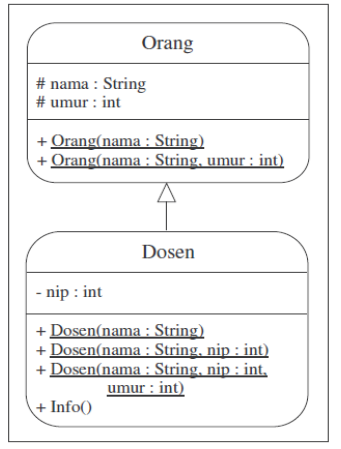 Orang
# nama : String
# umur : int
+ Orang(nama : String)
+ Orang(nama : String, umur : int)
Dosen
- nip : int
+ Dosen(nama : String)
+ Dosen(nama : String, nip : int)
+ Dosen(nama : String, nip : int,
umur : int)
+ Info()